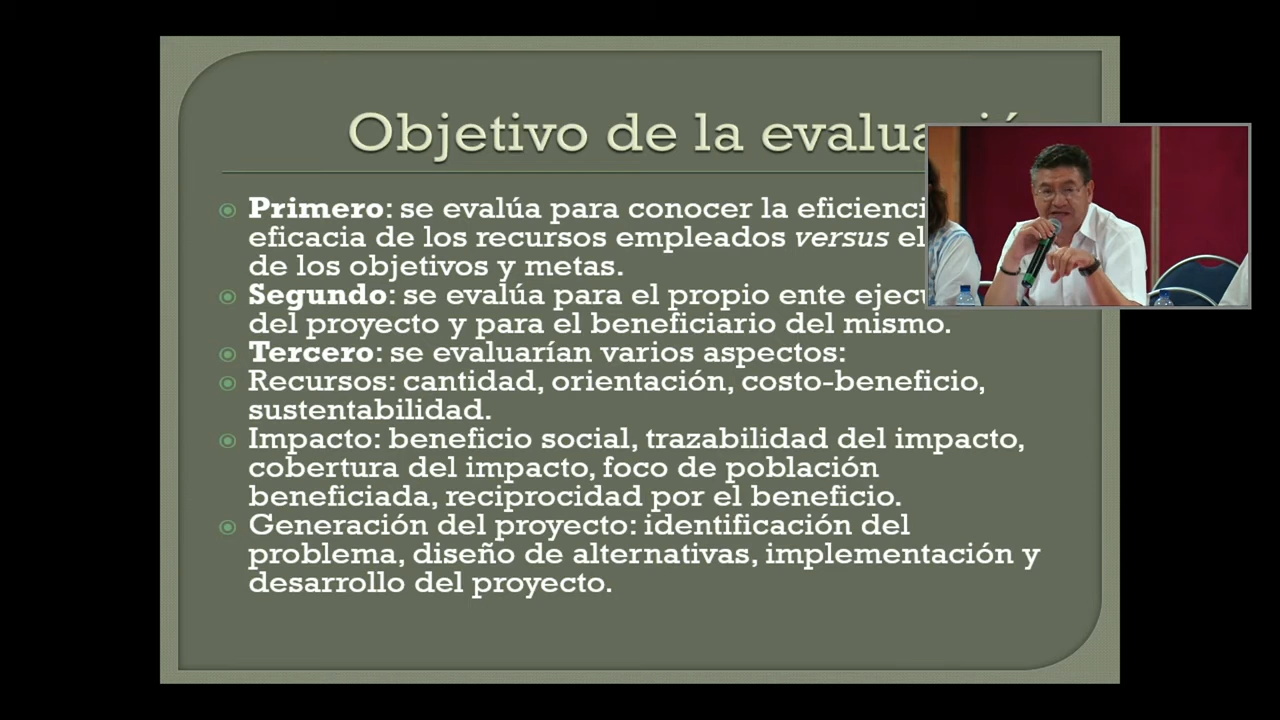 Objetivo de la
Primero: se evalúa para conocer la
eficacia de los recursos empleados versus el
de los objetivos y metas.
Segundo: se evalúa para el propio ente
del proyecto y para el beneficiario del mismo.
Tercero: se evaluarían varios aspectos:
Recursos: cantidad, orientación, costo-beneficio,
sustentabilidad.
Impacto: beneficio social, trazabilidad del impacto,
cobertura del impacto, foco de población
beneficiada, reciprocidad por el beneficio.
Generación del proyecto: identificación del
problema, diseño de alternativas, implementación y
desarrollo del proyecto.